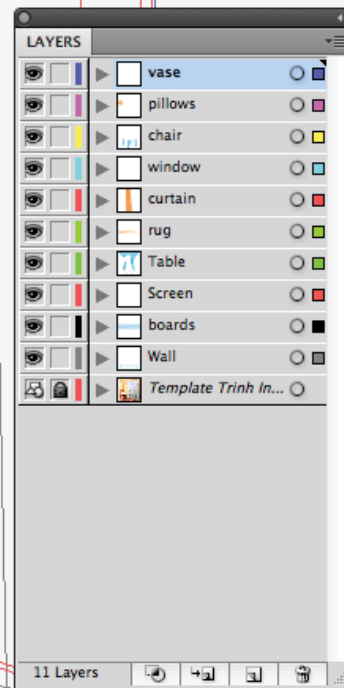 LAYERS
vase
pillows
chair
window
curtain
rug
Table
Screen
boards
Wall
Template Trinh In...
11 Layers